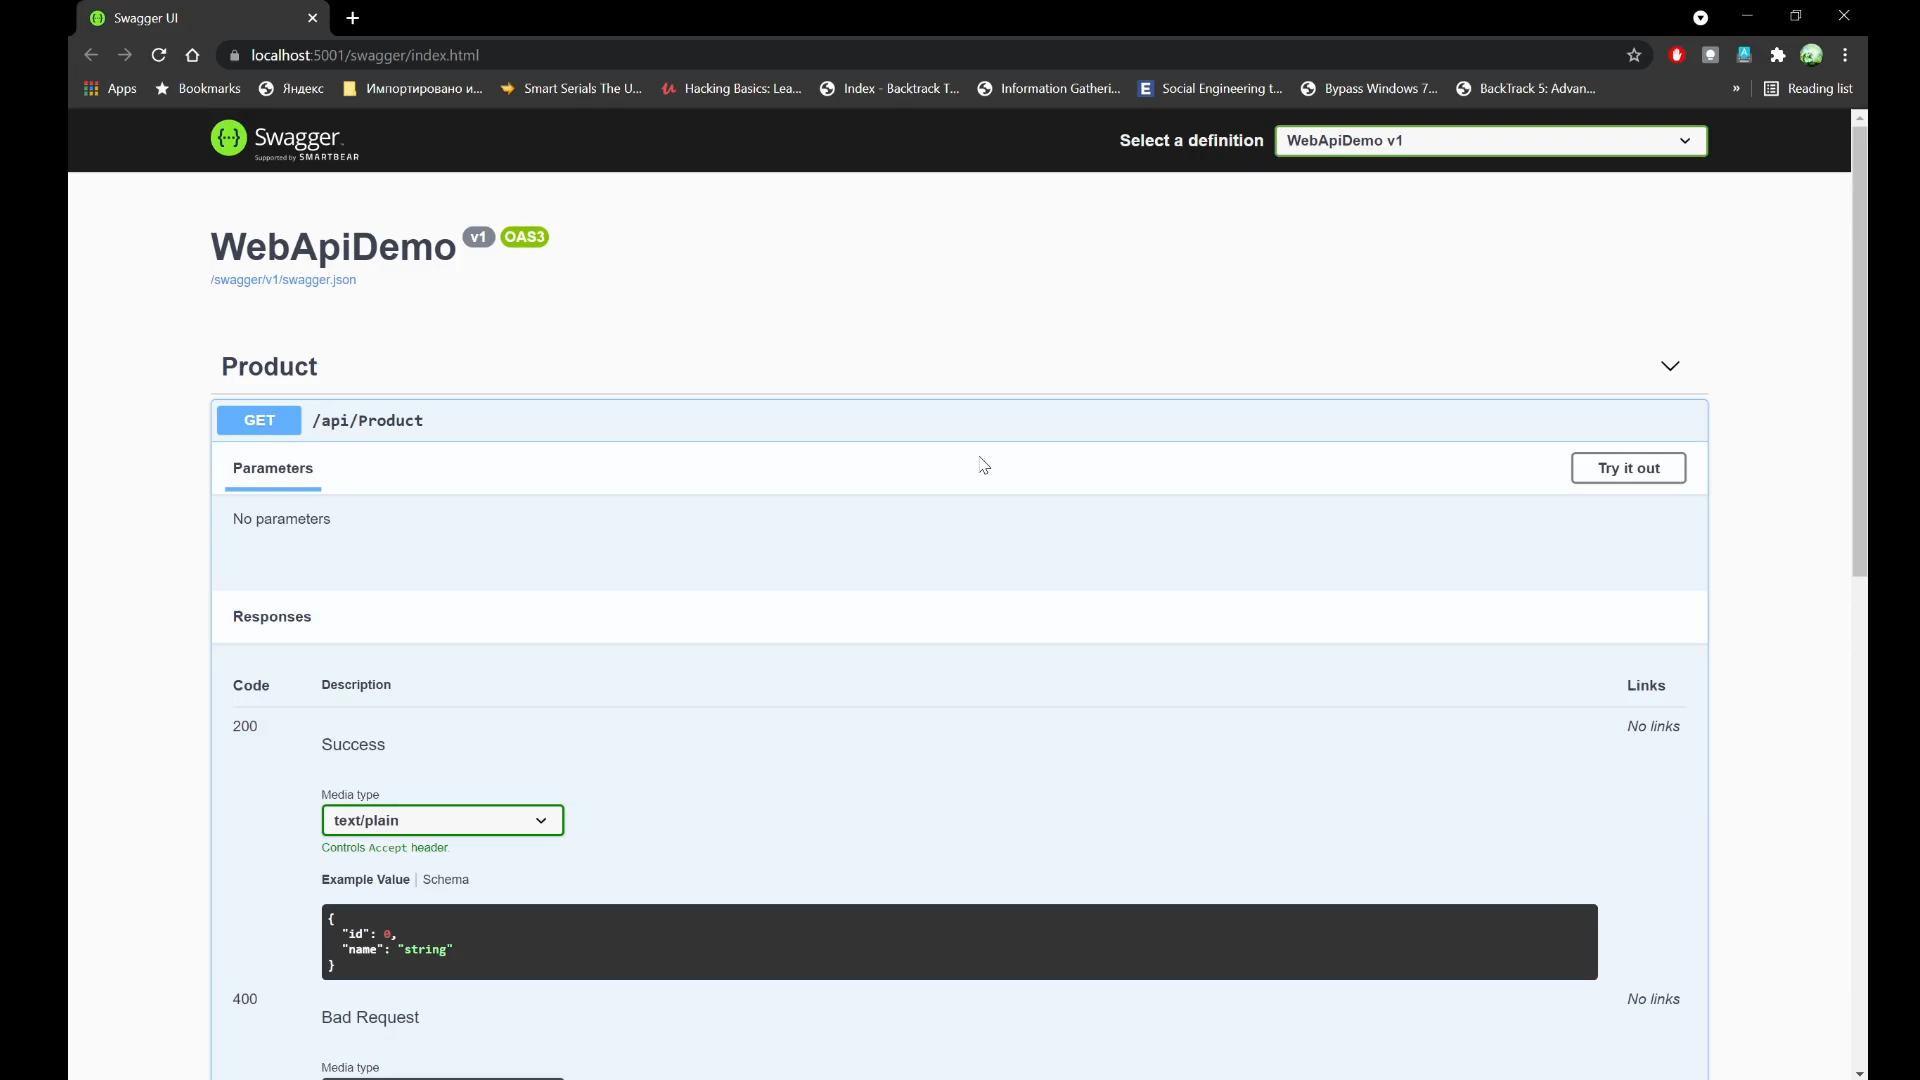 Swagger UI
localhost:5001/swagger/index.html
Apps
Bookmarks
Яндекс
Импортировано и...
Smart Serials The U...
Hacking Basics: Lea...
Index - Backtrack T...
Information Gatheri...
Social Engineering t...
Bypass Windows 7...
BackTrack 5: Advan...
»
Reading list
Swagger
Supported by SMARTBEAR
Select a definition
WebApiDemo v1
WebApiDemo v1 OAS3
/swagger/v1/swagger.json
Product
GET /api/Product
Parameters
Try it out
No parameters
Responses
Code Description Links
200 No links
Success
Media type
text/plain
Controls Accept header.
Example Value Schema
{
"id": 0,
"name": "string"
}
400 No links
Bad Request
Media type